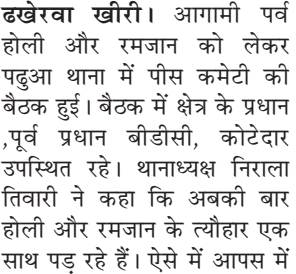 ढखेरवा खीरी। आगामी पर्व
होली और रमजान को लेकर
पढुआ थाना में पीस कमेटी की
बैठक हुई। बैठक में क्षेत्र के प्रधान
,पूर्व प्रधान बीडीसी, कोटेदार
उपस्थित रहे। थानाध्यक्ष निराला
तिवारी ने कहा कि अबकी बार
होली और रमजान के त्यौहार एक
साथ पड़ रहे हैं। ऐसे में आपस में